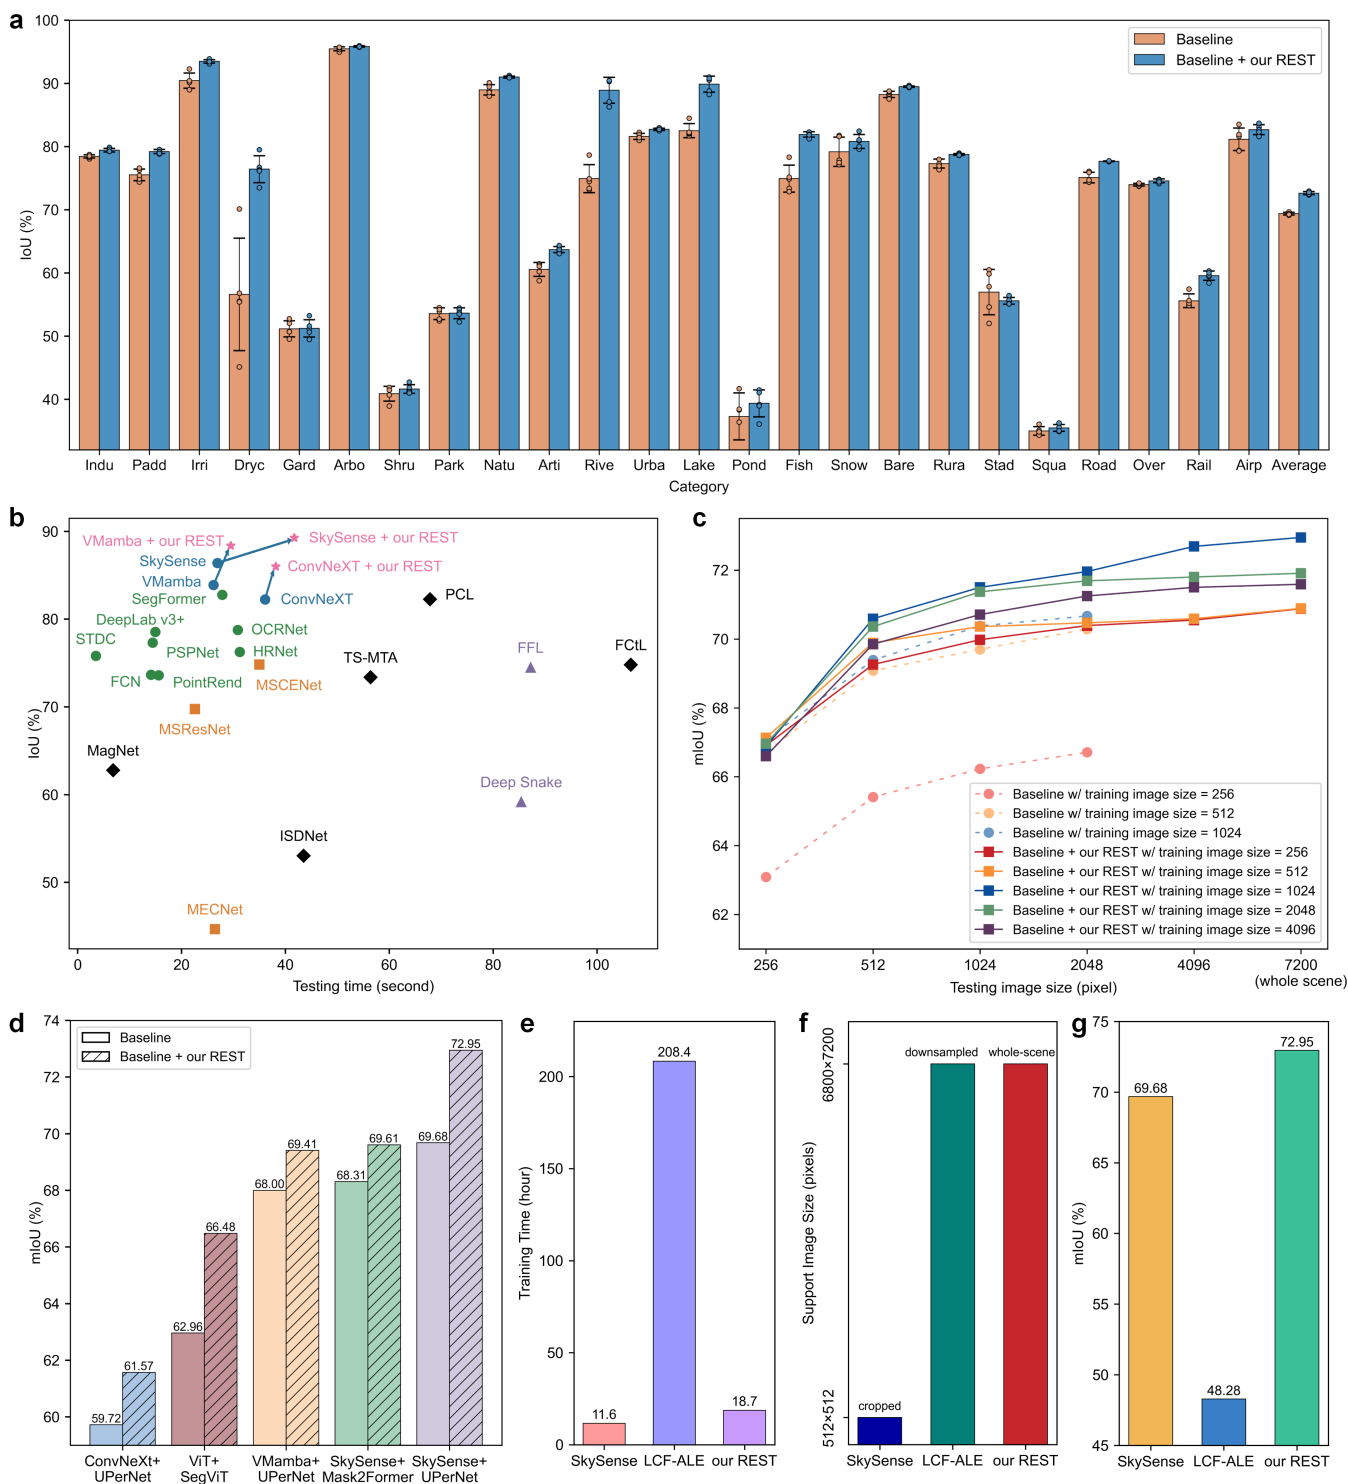 a
100
90
80
70
60
50
40
IoU (%)
Baseline
Baseline + our REST
Indu Padd Irri Dryc Gard Arbo Shru Park Natu Arti Rive Urba Lake Pond Fish Snow Bare Rura Stad Squa Road Over Rail Airp Average
Category
b
90
80
70
60
50
IoU (%)
VMamba + our REST
SkySense + our REST
SkySense
ConvNeXT + our REST
VMamba
SegFormer
ConvNeXT
PCL
DeepLab v3+
OCRNet
STDC
PSPNet
HRNet
TS-MTA
FFL
FCtL
FCN
PointRend
MSCENet
MSResNet
MagNet
Deep Snake
ISDNet
MECNet
0 20 40 60 80 100
Testing time (second)
c
72
70
68
66
64
62
mIoU (%)
Baseline w/ training image size = 256
Baseline w/ training image size = 512
Baseline w/ training image size = 1024
Baseline + our REST w/ training image size = 256
Baseline + our REST w/ training image size = 512
Baseline + our REST w/ training image size = 1024
Baseline + our REST w/ training image size = 2048
Baseline + our REST w/ training image size = 4096
256 512 1024 2048 4096 7200
(whole scene)
Testing image size (pixel)
d
74
72
70
68
66
64
62
60
mIoU (%)
Baseline
Baseline + our REST
59.72
61.57
62.96
66.48
68.00
69.41
68.31
69.61
69.68
72.95
ConvNeXt+
UPerNet
ViT+
SegViT
VMamba+
UPerNet
SkySense+
Mask2Former
SkySense+
UPerNet
e
200
150
100
50
0
Training Time (hour)
11.6
208.4
18.7
SkySense LCF-ALE our REST
f
6800×7200
512×512
Support Image Size (pixels)
cropped
downsampled
whole-scene
SkySense LCF-ALE our REST
g
75
70
65
60
55
50
45
mIoU (%)
69.68
48.28
72.95
SkySense LCF-ALE our REST